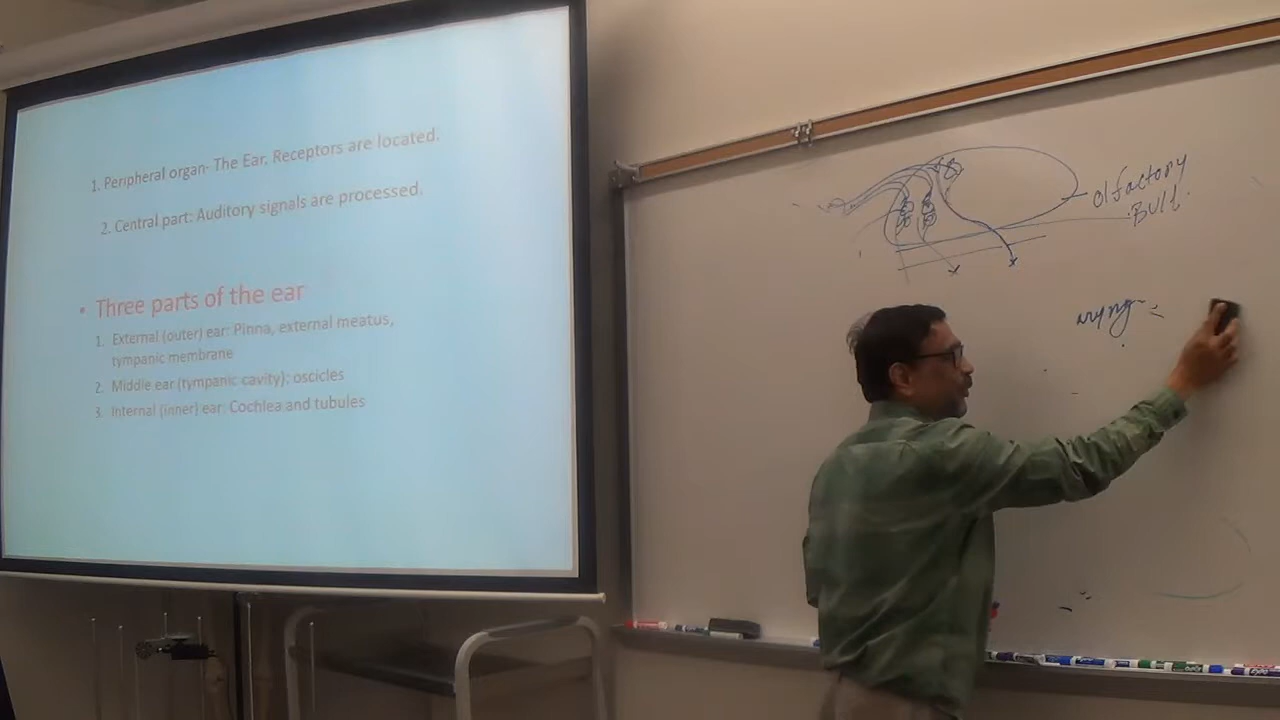 1. Peripheral organ- The Ear. Receptors are located.
2. Central part: Auditory signals are processed.
• Three parts of the ear
1. External (outer) ear: Pinna, external meatus,
tympanic membrane
2. Middle ear (tympanic cavity): oscicles
3. Internal (inner) ear: Cochlea and tubules
Olfactory
Bulb